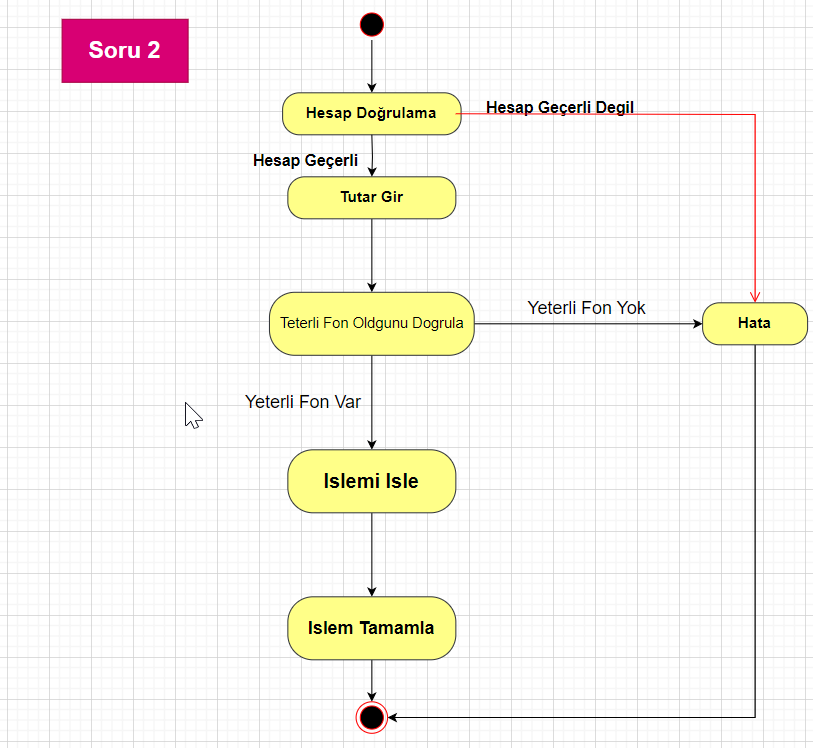 Soru 2
Hesap Doğrulama
Hesap Geçerli Degil
Hesap Geçerli
Tutar Gir
Teterli Fon Oldgunu Dogrula
Yeterli Fon Yok
Hata
Yeterli Fon Var
Islemi Isle
Islem Tamamla